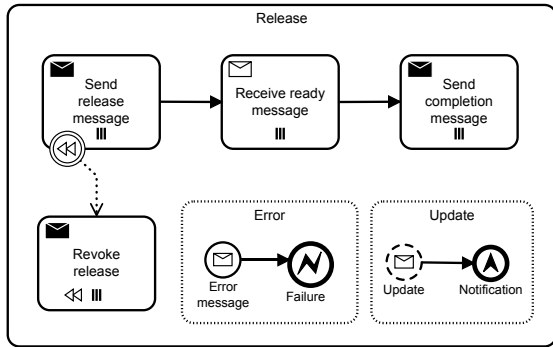 Release
Send
release
message
Receive ready
message
Send
completion
message
Revoke
release
Error
Error
message
Failure
Update
Update
Notification